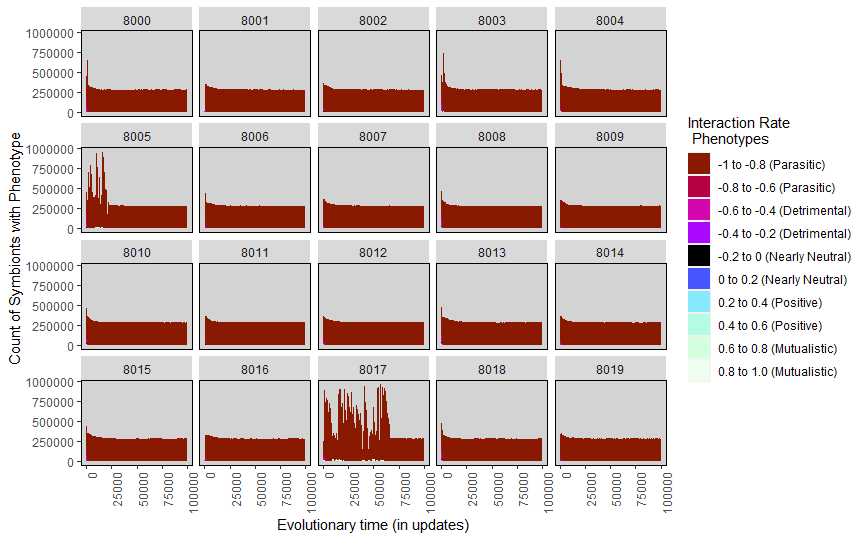 8000 8001 8002 8003 8004
1000000
750000
500000
250000
0
8005 8006 8007 8008 8009
1000000
750000
500000
250000
0
8010 8011 8012 8013 8014
1000000
750000
500000
250000
0
8015 8016 8017 8018 8019
1000000
750000
500000
250000
0
0 25000 50000 75000 100000 0 25000 50000 75000 100000 0 25000 50000 75000 100000 0 25000 50000 75000 100000 0 25000 50000 75000 100000
Evolutionary time (in updates)
Count of Symbionts with Phenotype
Interaction Rate
Phenotypes
-1 to -0.8 (Parasitic)
-0.8 to -0.6 (Parasitic)
-0.6 to -0.4 (Detrimental)
-0.4 to -0.2 (Detrimental)
-0.2 to 0 (Nearly Neutral)
0 to 0.2 (Nearly Neutral)
0.2 to 0.4 (Positive)
0.4 to 0.6 (Positive)
0.6 to 0.8 (Mutualistic)
0.8 to 1.0 (Mutualistic)